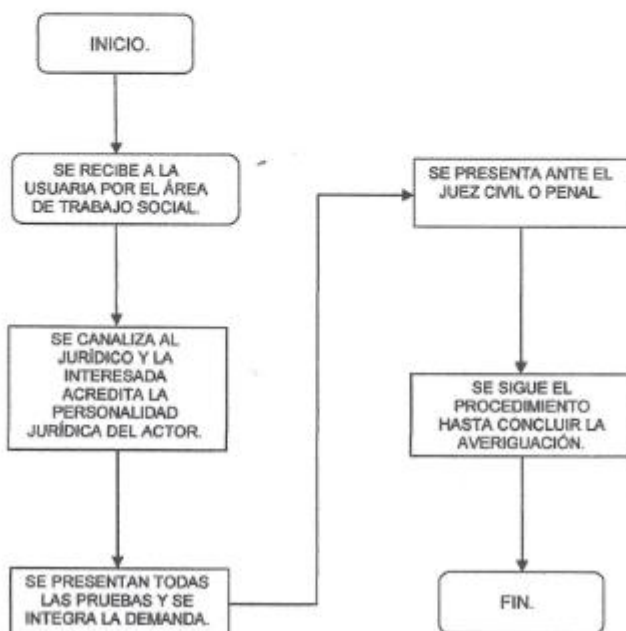 INICIO.
SE RECIBE A LA
USUARIA POR EL ÁREA
DE TRABAJO SOCIAL.
SE CANALIZA AL
JURÍDICO Y LA
INTERESADA
ACREDITA LA
PERSONALIDAD
JURÍDICA DEL ACTOR.
SE PRESENTAN TODAS
LAS PRUEBAS Y SE
INTEGRA LA DEMANDA.
SE PRESENTA ANTE EL
JUEZ CIVIL O PENAL.
SE SIGUE EL
PROCEDIMIENTO
HASTA CONCLUIR LA
AVERIGUACIÓN.
FIN.